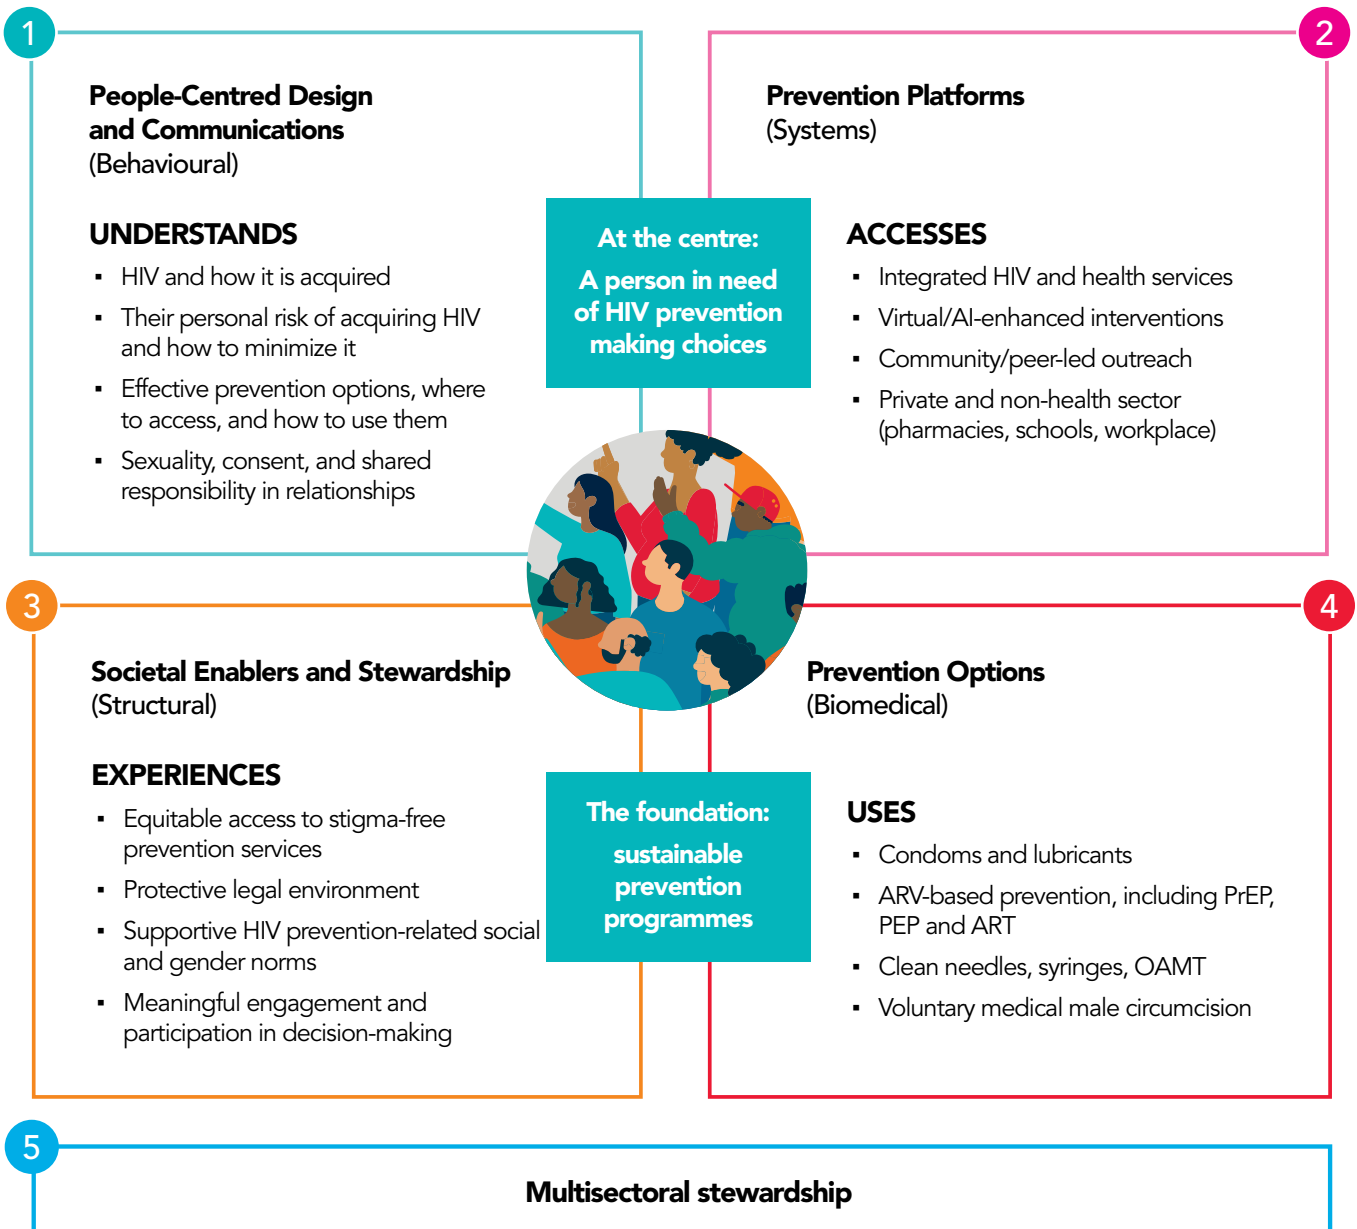 1
People-Centred Design
and Communications
(Behavioural)
UNDERSTANDS
▪ HIV and how it is acquired
▪ Their personal risk of acquiring HIV
and how to minimize it
▪ Effective prevention options, where
to access, and how to use them
▪ Sexuality, consent, and shared
responsibility in relationships
At the centre:
A person in need
of HIV prevention
making choices
2
Prevention Platforms
(Systems)
ACCESSES
▪ Integrated HIV and health services
▪ Virtual/AI-enhanced interventions
▪ Community/peer-led outreach
▪ Private and non-health sector
(pharmacies, schools, workplace)
3
Societal Enablers and Stewardship
(Structural)
EXPERIENCES
▪ Equitable access to stigma-free
prevention services
▪ Protective legal environment
▪ Supportive HIV prevention-related social
and gender norms
▪ Meaningful engagement and
participation in decision-making
The foundation:
sustainable
prevention
programmes
4
Prevention Options
(Biomedical)
USES
▪ Condoms and lubricants
▪ ARV-based prevention, including PrEP,
PEP and ART
▪ Clean needles, syringes, OAMT
▪ Voluntary medical male circumcision
5
Multisectoral stewardship